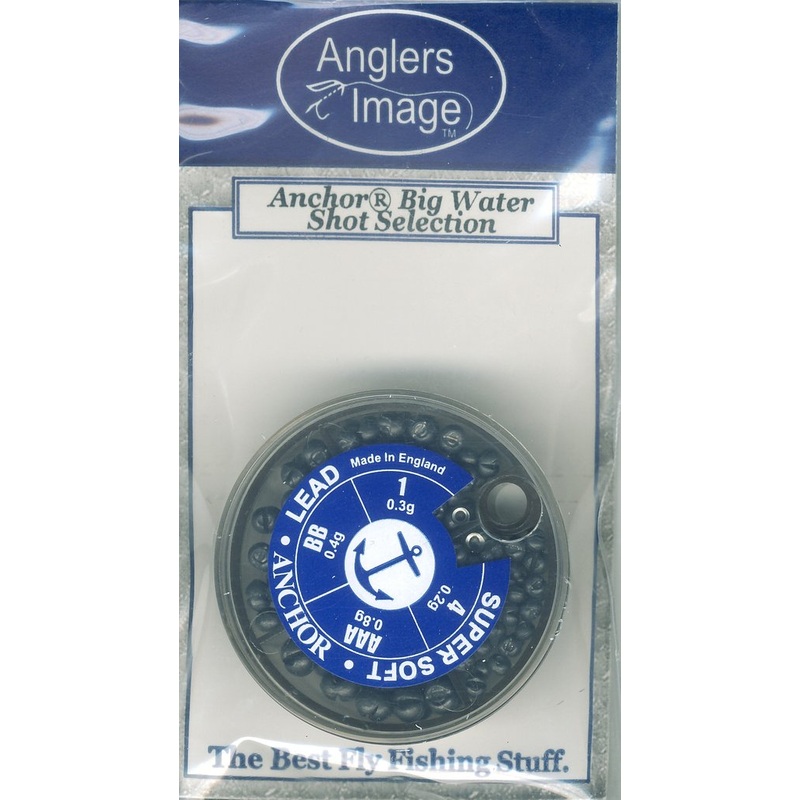 Anglers
Image
TM
Anchor® Big Water
Shot Selection
Made In England
LEAD
1
0.3g
BB
0.4g
4
0.2g
AAA
0.8g
• ANCHOR •
SUPER SOFT
The Best Fly Fishing Stuff.